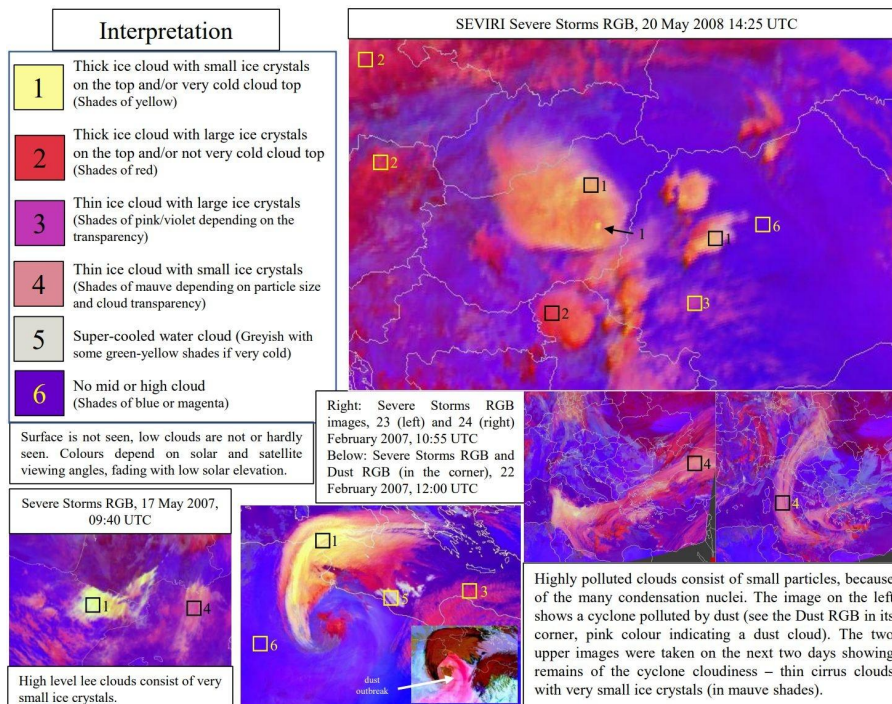 Interpretation
1
Thick ice cloud with small ice crystals
on the top and/or very cold cloud top
(Shades of yellow)
2
Thick ice cloud with large ice crystals
on the top and/or not very cold cloud top
(Shades of red)
3
Thin ice cloud with large ice crystals
(Shades of pink/violet depending on the
transparency)
4
Thin ice cloud with small ice crystals
(Shades of mauve depending on particle size
and cloud transparency)
5
Super-cooled water cloud (Greyish with
some green-yellow shades if very cold)
6
No mid or high cloud
(Shades of blue or magenta)
Surface is not seen, low clouds are not or hardly
seen. Colours depend on solar and satellite
viewing angles, fading with low solar elevation.
SEVIRI Severe Storms RGB, 20 May 2008 14:25 UTC
2
2
1
1
1
6
3
2
Right: Severe Storms RGB
images, 23 (left) and 24 (right)
February 2007, 10:55 UTC
Below: Severe Storms RGB and
Dust RGB (in the corner), 22
February 2007, 12:00 UTC
4
4
Severe Storms RGB, 17 May 2007,
09:40 UTC
1
4
High level lee clouds consist of very
small ice crystals.
1
5
3
6
dust
outbreak
Highly polluted clouds consist of small particles, because
of the many condensation nuclei. The image on the left
shows a cyclone polluted by dust (see the Dust RGB in its
corner, pink colour indicating a dust cloud). The two
upper images were taken on the next two days showing
remains of the cyclone cloudiness – thin cirrus clouds
with very small ice crystals (in mauve shades).